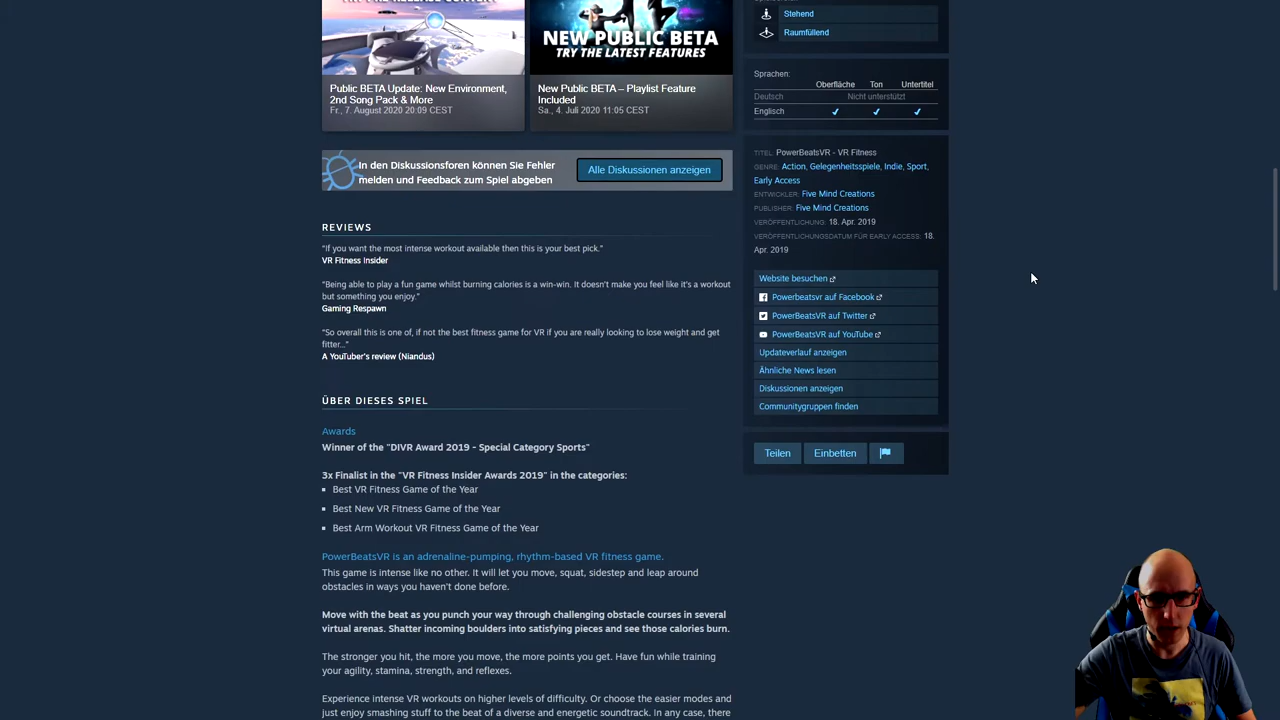 PRE-RELEASE CONTENT
NEW PUBLIC BETA
TRY THE LATEST FEATURES
Public BETA Update: New Environment,
2nd Song Pack & More
Fr., 7. August 2020 20:09 CEST
New Public BETA – Playlist Feature
Included
Sa., 4. Juli 2020 11:05 CEST
In den Diskussionsforen können Sie Fehler
melden und Feedback zum Spiel abgeben
Alle Diskussionen anzeigen
REVIEWS
“If you want the most intense workout available then this is your best pick.”
VR Fitness Insider
“Being able to play a fun game whilst burning calories is a win-win. It doesn’t make you feel like it’s a workout
but something you enjoy.”
Gaming Respawn
“So overall this is one of, if not the best fitness game for VR if you are really looking to lose weight and get
fitter...”
A YouTuber's review (Niandus)
ÜBER DIESES SPIEL
Awards
Winner of the "DIVR Award 2019 – Special Category Sports"
3x Finalist in the "VR Fitness Insider Awards 2019" in the categories:
Best VR Fitness Game of the Year
Best New VR Fitness Game of the Year
Best Arm Workout VR Fitness Game of the Year
PowerBeatsVR is an adrenaline-pumping, rhythm-based VR fitness game.
This game is intense like no other. It will let you move, squat, sidestep and leap around
obstacles in ways you haven’t done before.
Move with the beat as you punch your way through challenging obstacle courses in several
virtual arenas. Shatter incoming boulders into satisfying pieces and see those calories burn.
The stronger you hit, the more you move, the more points you get. Have fun while training
your agility, stamina, strength, and reflexes.
Experience intense VR workouts on higher levels of difficulty. Or choose the easier modes and
just enjoy smashing stuff to the beat of a diverse and energetic soundtrack. In any case, there
Stehend
Raumfüllend
Sprachen:
Oberfläche Ton Untertitel
Deutsch Nicht unterstützt
Englisch ✓ ✓ ✓
TITEL: PowerBeatsVR - VR Fitness
GENRE: Action, Gelegenheitsspiele, Indie, Sport,
Early Access
ENTWICKLER: Five Mind Creations
PUBLISHER: Five Mind Creations
VERÖFFENTLICHUNG: 18. Apr. 2019
VERÖFFENTLICHUNGSDATUM FÜR EARLY ACCESS: 18.
Apr. 2019
Website besuchen
Powerbeatsvr auf Facebook
PowerBeatsVR auf Twitter
PowerBeatsVR auf YouTube
Updateverlauf anzeigen
Ähnliche News lesen
Diskussionen anzeigen
Communitygruppen finden
Teilen
Einbetten